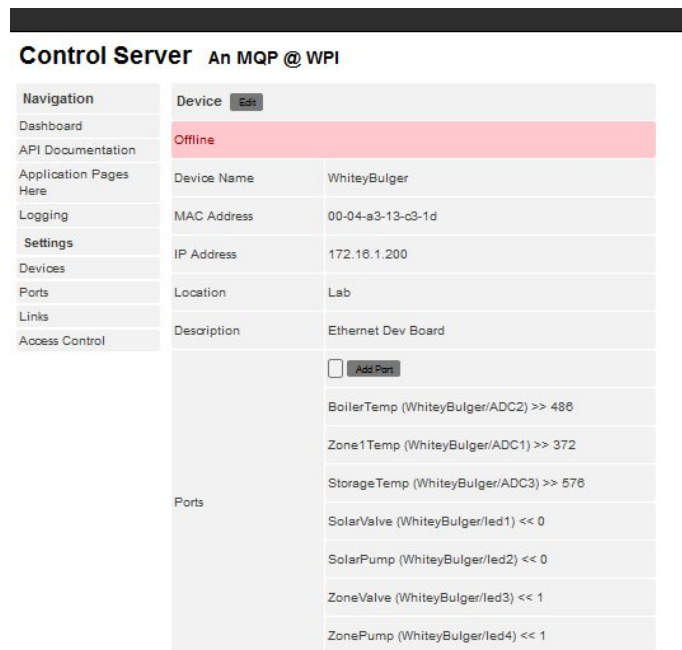 Control Server An MQP @ WPI
Navigation
Dashboard
API Documentation
Application Pages
Here
Logging
Settings
Devices
Ports
Links
Access Control
Device Edit
Offline
Device Name WhiteyBulger
MAC Address 00-04-a3-13-c3-1d
IP Address 172.16.1.200
Location Lab
Description Ethernet Dev Board
Ports
Add Port
BoilerTemp (WhiteyBulger/ADC2) >> 486
Zone1Temp (WhiteyBulger/ADC1) >> 372
StorageTemp (WhiteyBulger/ADC3) >> 576
SolarValve (WhiteyBulger/led1) << 0
SolarPump (WhiteyBulger/led2) << 0
ZoneValve (WhiteyBulger/led3) << 1
ZonePump (WhiteyBulger/led4) << 1